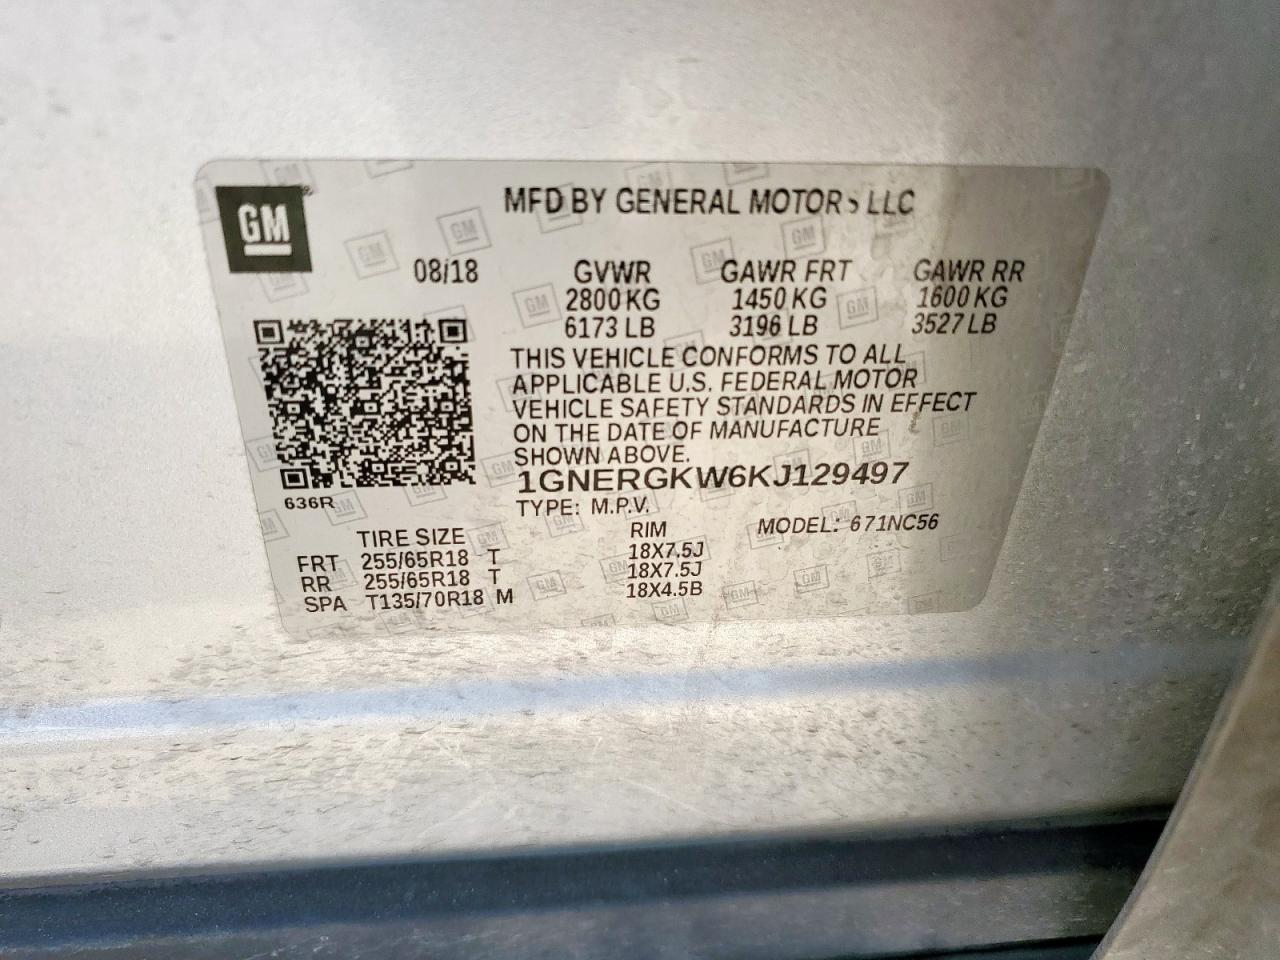 GM
MFD BY GENERAL MOTORS LLC
08/18 GVWR GAWR FRT GAWR RR
2800 KG 1450 KG 1600 KG
6173 LB 3196 LB 3527 LB
THIS VEHICLE CONFORMS TO ALL
APPLICABLE U.S. FEDERAL MOTOR
VEHICLE SAFETY STANDARDS IN EFFECT
ON THE DATE OF MANUFACTURE
SHOWN ABOVE.
1GNERGKW6KJ129497
636R
TYPE: M.P.V. MODEL: 671NC56
TIRE SIZE RIM
FRT 255/65R18 T 18X7.5J
RR 255/65R18 T 18X7.5J
SPA T135/70R18 M 18X4.5B